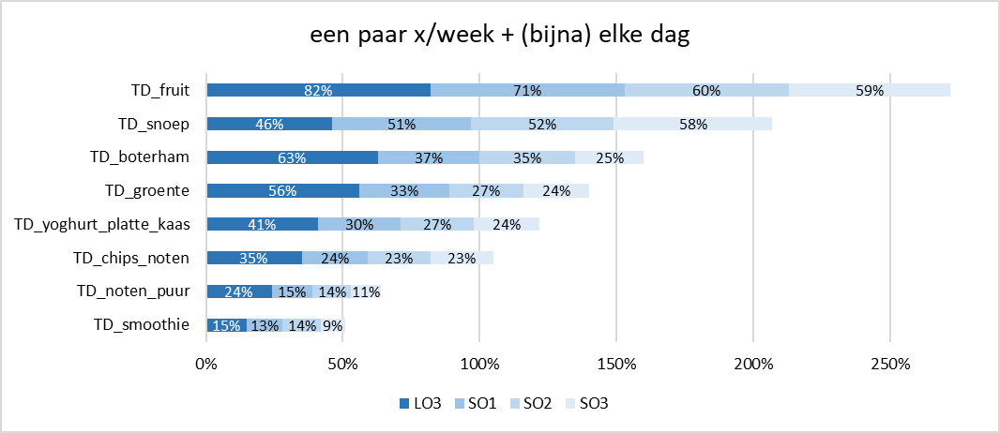 een paar x/week + (bijna) elke dag
TD_fruit 82% 71% 60% 59%
TD_snoep 46% 51% 52% 58%
TD_boterham 63% 37% 35% 25%
TD_groente 56% 33% 27% 24%
TD_yoghurt_platte_kaas 41% 30% 27% 24%
TD_chips_noten 35% 24% 23% 23%
TD_noten_puur 24% 15% 14% 11%
TD_smoothie 15% 13% 14% 9%
0% 50% 100% 150% 200% 250%
LO3 SO1 SO2 SO3